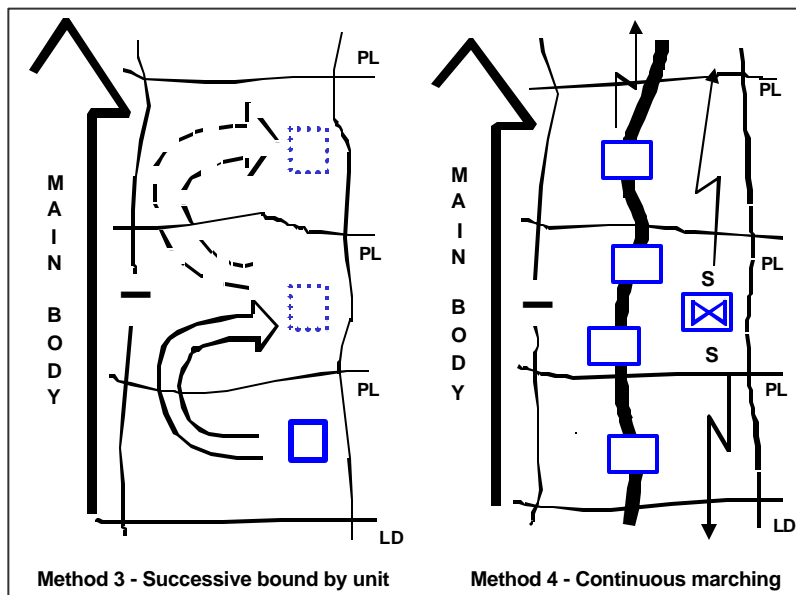 PL
PL
PL
LD
M
A
I
N
B
O
D
Y
Method 3 - Successive bound by unit
PL
PL
PL
LD
M
A
I
N
B
O
D
Y
S
S
Method 4 - Continuous marching